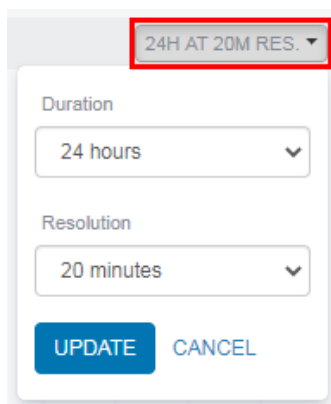 24H AT 20M RES.
Duration
24 hours
Resolution
20 minutes
UPDATE CANCEL